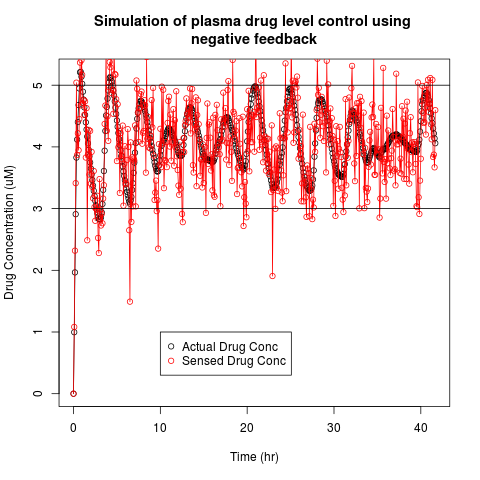 Simulation of plasma drug level control using
negative feedback
Drug Concentration (uM)
5
4
3
2
1
0
Actual Drug Conc
Sensed Drug Conc
0 10 20 30 40
Time (hr)